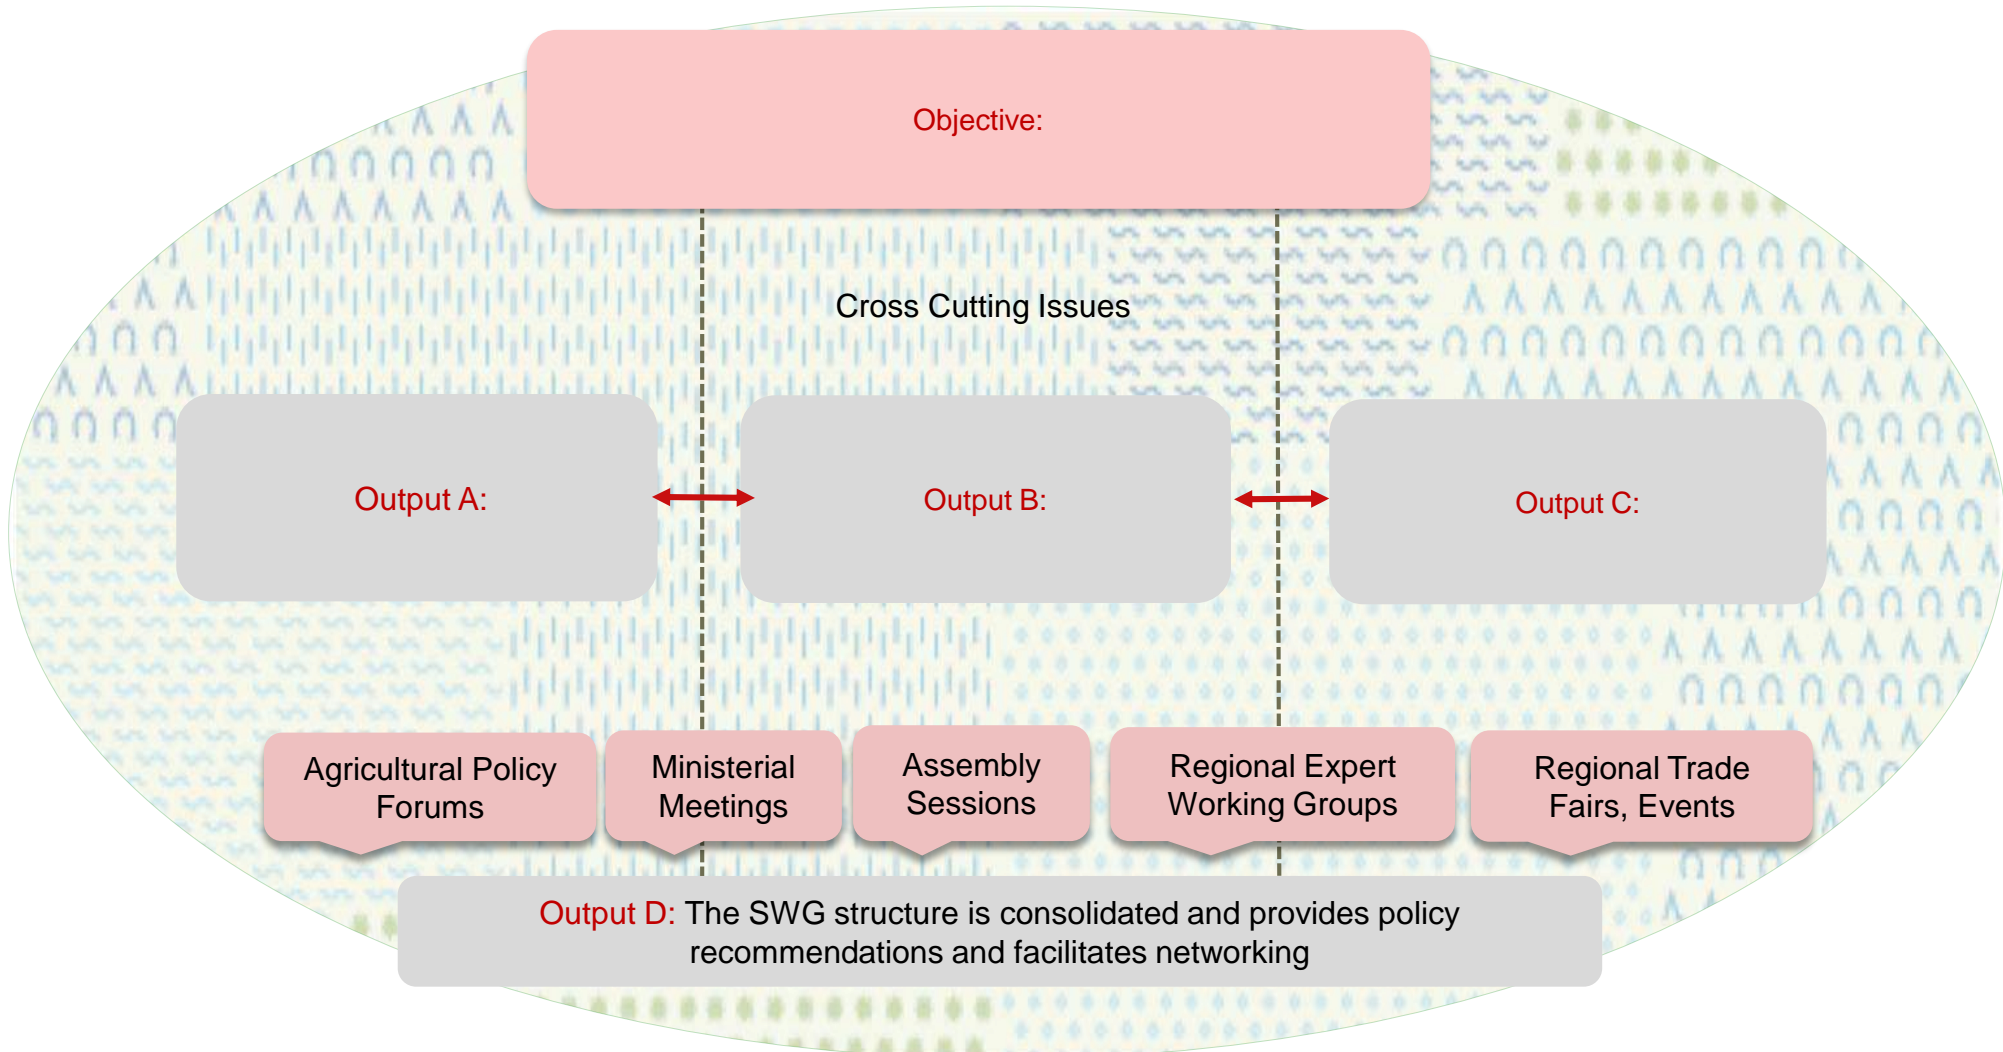 Objective:
Cross Cutting Issues
Output A:
Output B:
Output C:
Agricultural Policy
Forums
Ministerial
Meetings
Assembly
Sessions
Regional Expert
Working Groups
Regional Trade
Fairs, Events
Output D: The SWG structure is consolidated and provides policy
recommendations and facilitates networking